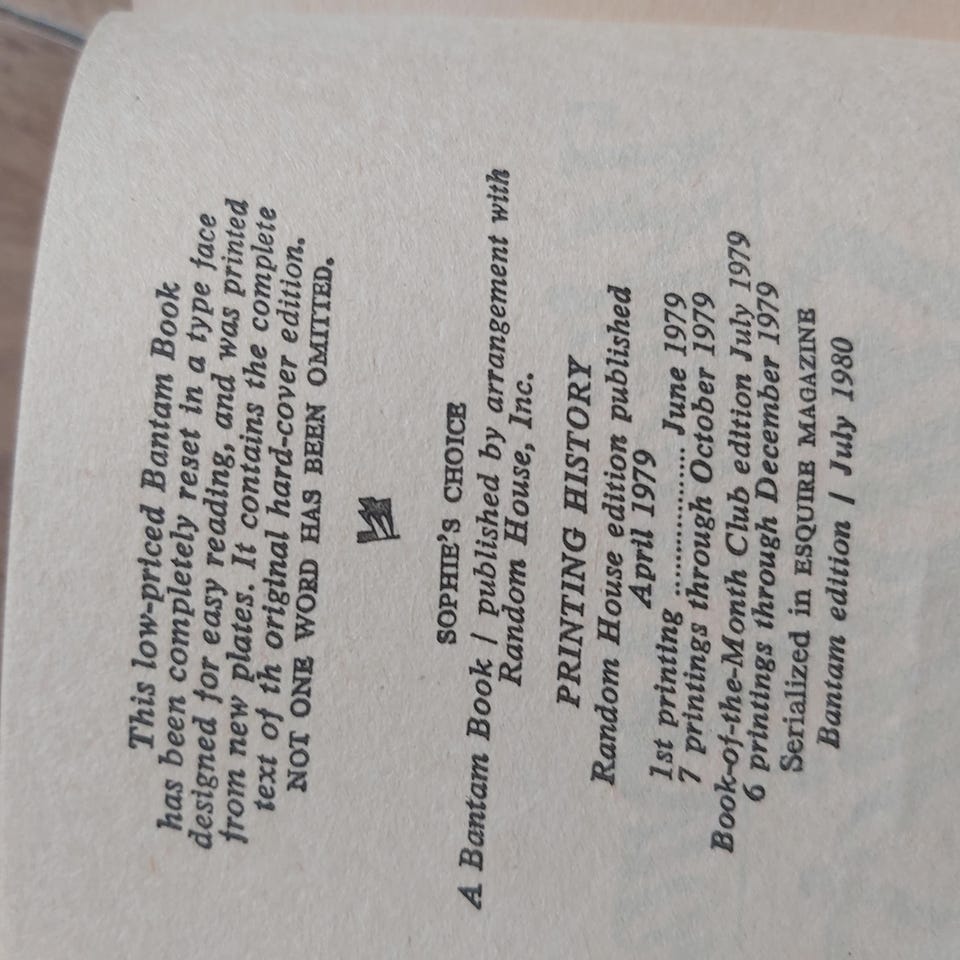 This low-priced Bantam Book
has been completely reset in a type face
designed for easy reading, and was printed
from new plates. It contains the complete
text of th original hard-cover edition.
NOT ONE WORD HAS BEEN OMITTED.
SOPHIE'S CHOICE
A Bantam Book / published by arrangement with
Random House, Inc.
PRINTING HISTORY
Random House edition published
April 1979
1st printing ............... June 1979
7 printings through October 1979
Book-of-the-Month Club edition July 1979
6 printings through December 1979
Serialized in ESQUIRE MAGAZINE
Bantam edition / July 1980